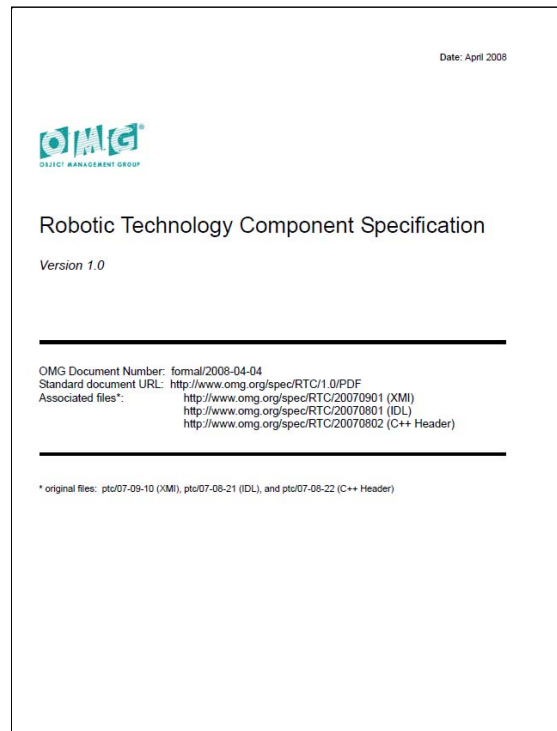 Date: April 2008
OMG®
OBJECT MANAGEMENT GROUP
Robotic Technology Component Specification
Version 1.0
OMG Document Number: formal/2008-04-04
Standard document URL: http://www.omg.org/spec/RTC/1.0/PDF
Associated files*: http://www.omg.org/spec/RTC/20070901 (XMI)
http://www.omg.org/spec/RTC/20070801 (IDL)
http://www.omg.org/spec/RTC/20070802 (C++ Header)
* original files: ptc/07-09-10 (XMI), ptc/07-08-21 (IDL), and ptc/07-08-22 (C++ Header)